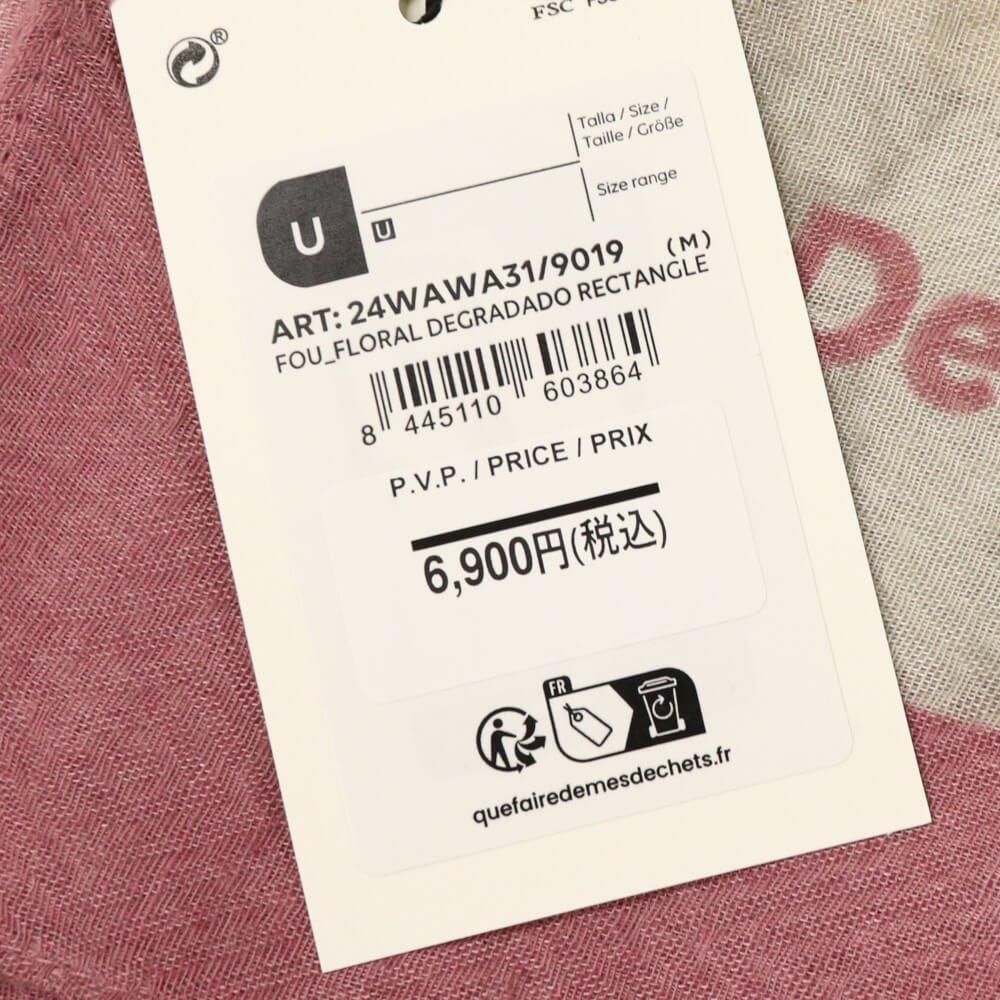 FSC
®
Talla / Size /
Taille / Größe
Size range
U
U
ART: 24WAWA31/9019 (M)
FOU_FLORAL DEGRADADO RECTANGLE
8 445110 603864
P.V.P. / PRICE / PRIX
6,900円(税込)
FR
quefairedemesdechets.fr
De